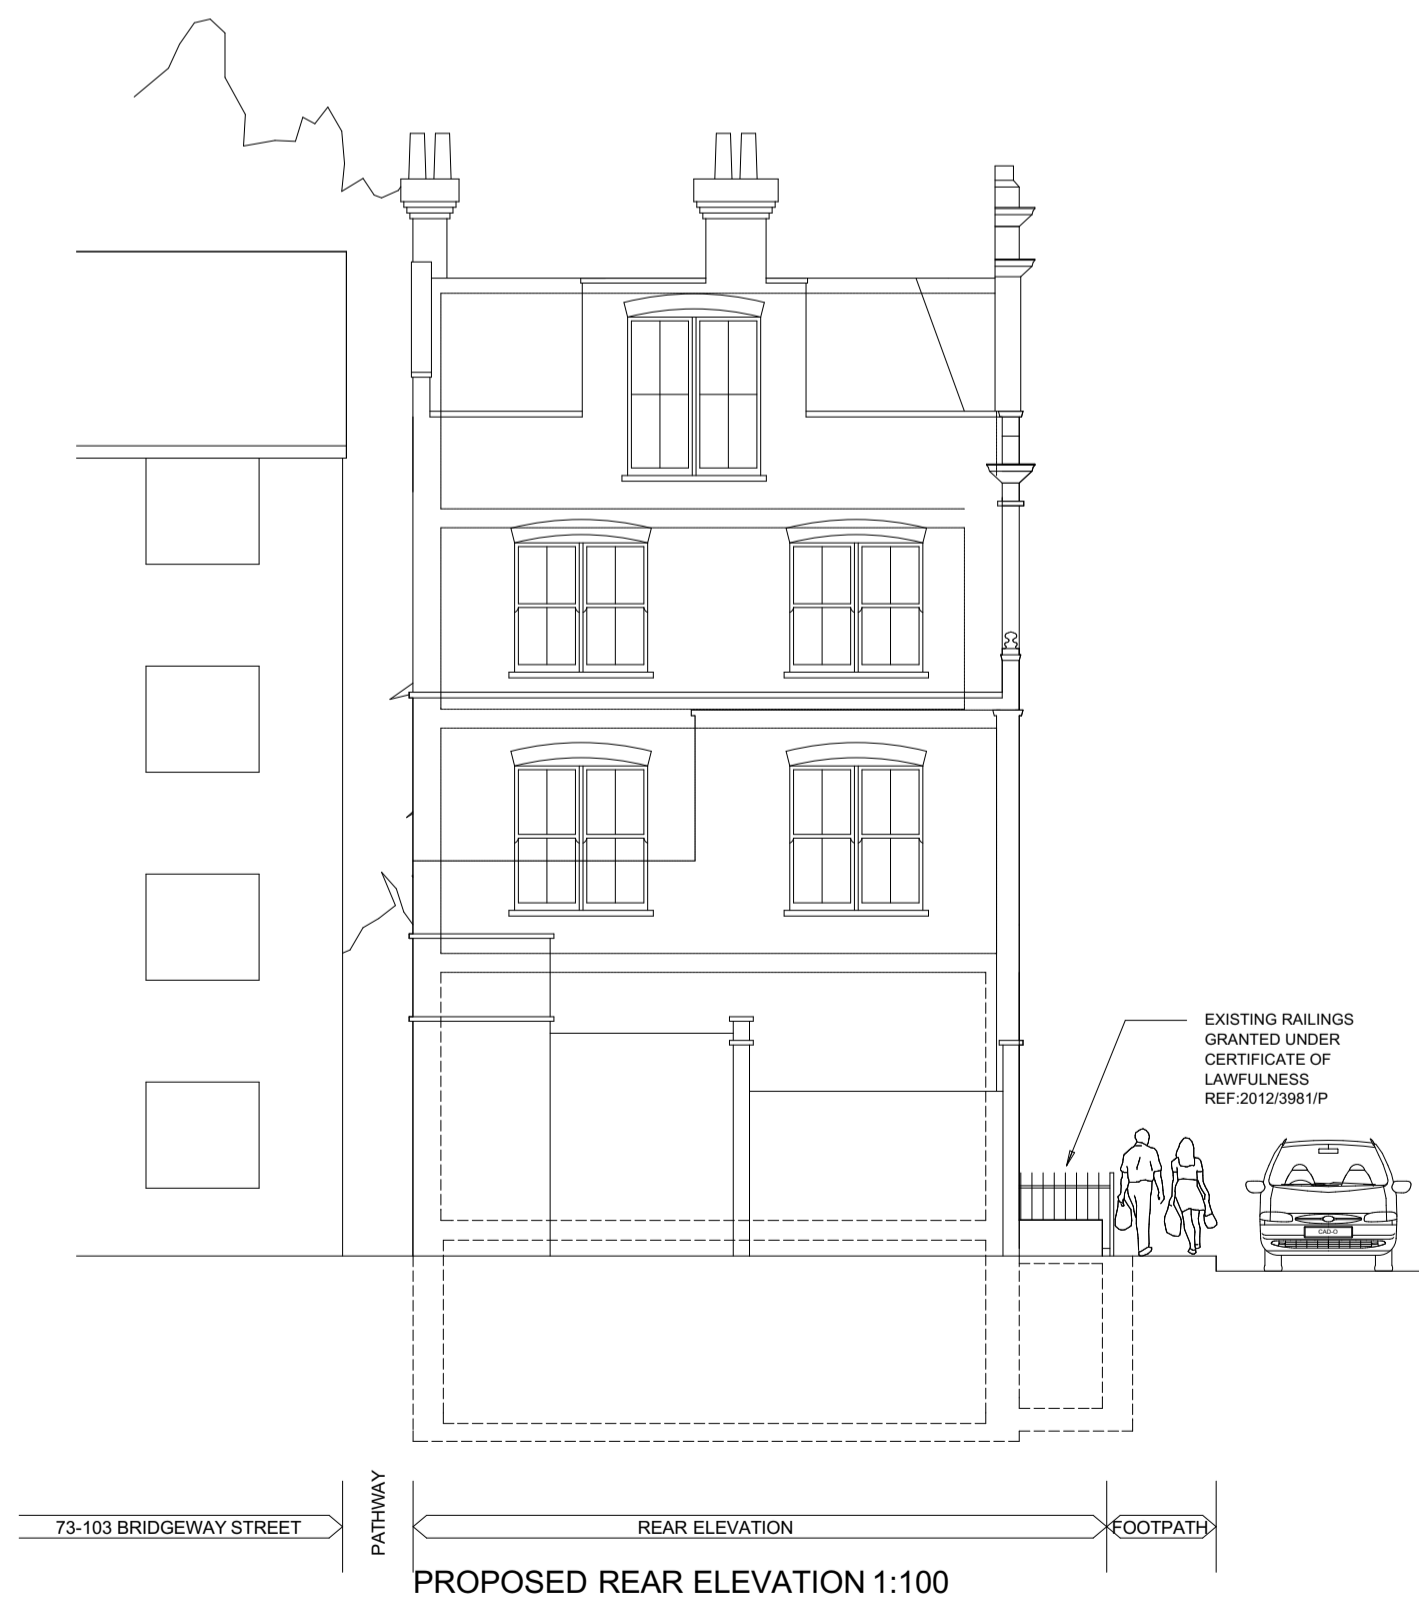 EXISTING RAILINGS
GRANTED UNDER
CERTIFICATE OF
LAWFULNESS
REF:2012/3981/P
CAD-O
73-103 BRIDGEWAY STREET
PATHWAY
REAR ELEVATION
FOOTPATH
PROPOSED REAR ELEVATION 1:100